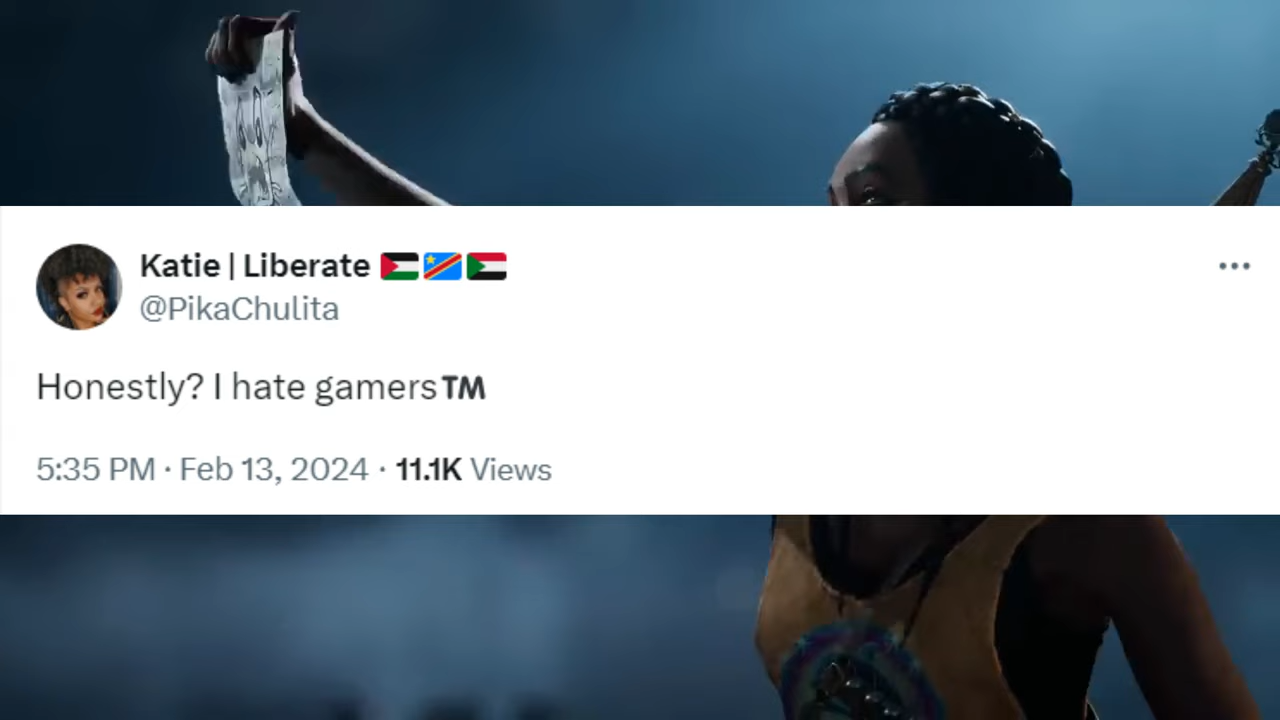 Katie | Liberate 🇵🇸🇨🇩🇸🇩
@PikaChulita
Honestly? I hate gamers™️
5:35 PM · Feb 13, 2024 · 11.1K Views